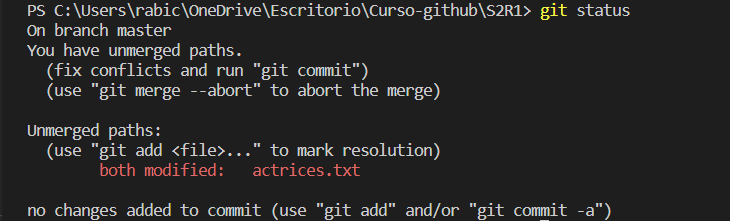 PS C:\Users\rabic\OneDrive\Escritorio\Curso-github\S2R1> git status
On branch master
You have unmerged paths.
  (fix conflicts and run "git commit")
  (use "git merge --abort" to abort the merge)

Unmerged paths:
  (use "git add <file>..." to mark resolution)
        both modified:   actrices.txt

no changes added to commit (use "git add" and/or "git commit -a")